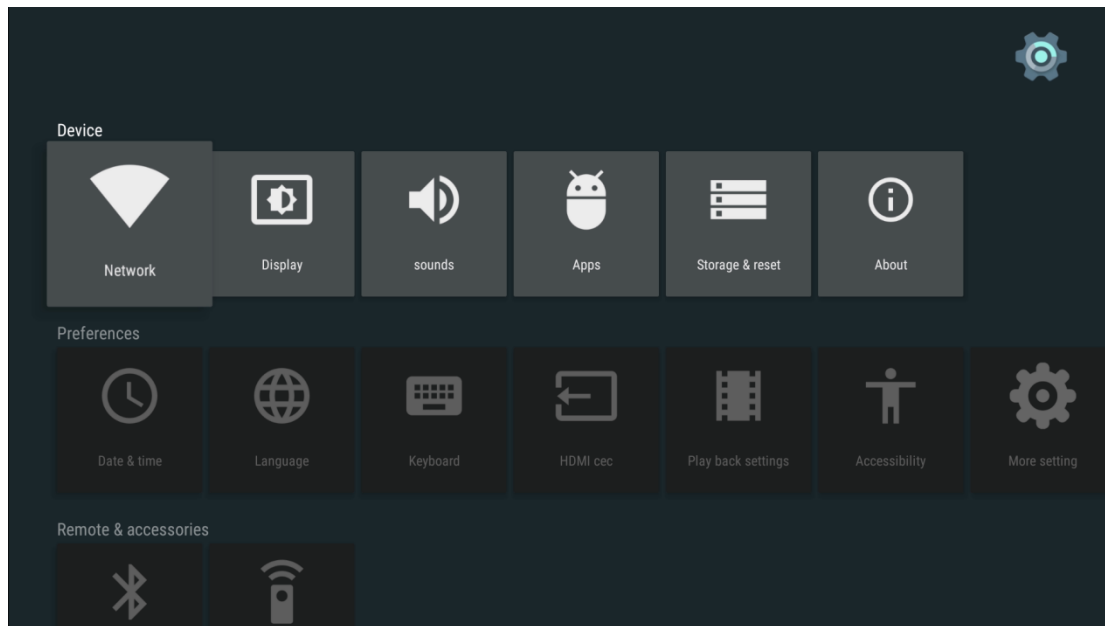 Device
Network
Display
sounds
Apps
Storage & reset
About
Preferences
Date & time
Language
Keyboard
HDMI cec
Play back settings
Accessibility
More setting
Remote & accessories